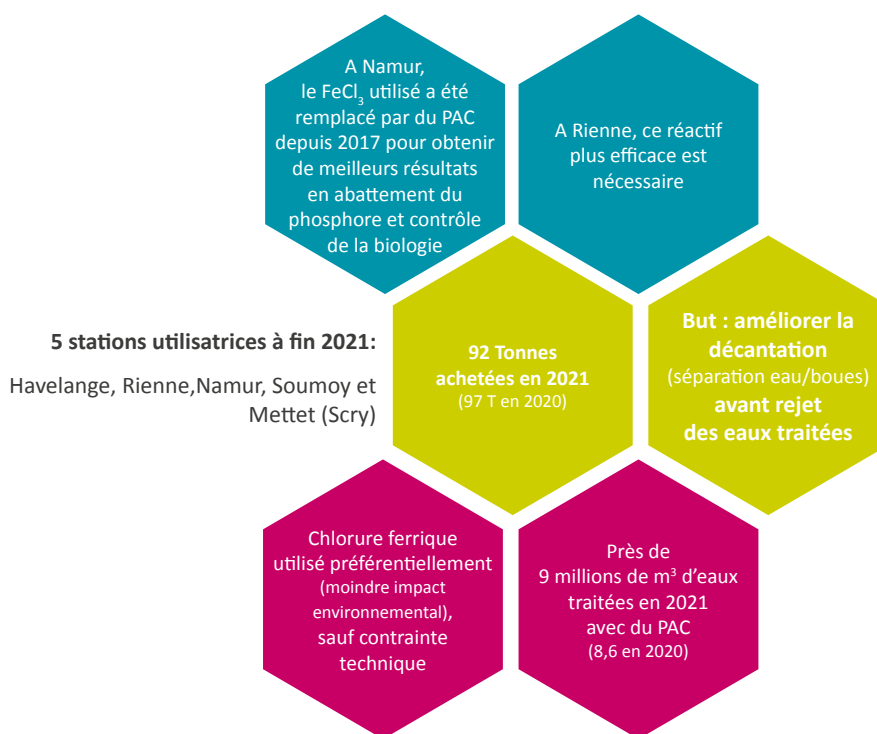 A Namur,
le FeCl₃ utilisé a été
remplacé par du PAC
depuis 2017 pour obtenir
de meilleurs résultats
en abattement du
phosphore et contrôle
de la biologie
A Rienne, ce réactif
plus efficace est
nécessaire
5 stations utilisatrices à fin 2021:
Havelange, Rienne,Namur, Soumoy et
Mettet (Scry)
92 Tonnes
achetées en 2021
(97 T en 2020)
But : améliorer la
décantation
(séparation eau/boues)
avant rejet
des eaux traitées
Chlorure ferrique
utilisé préférentiellement
(moindre impact
environnemental),
sauf contrainte
technique
Près de
9 millions de m³ d’eaux
traitées en 2021
avec du PAC
(8,6 en 2020)